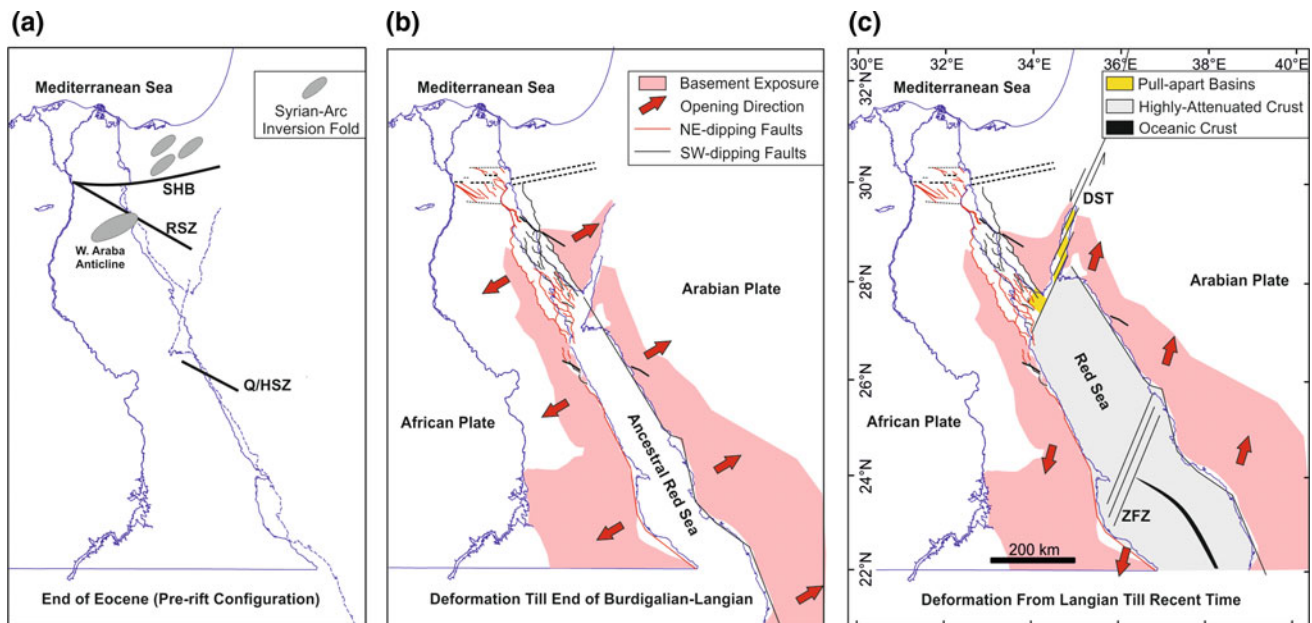 (a)
Mediterranean Sea
Syrian-Arc
Inversion Fold
SHB
RSZ
W. Araba
Anticline
Q/HSZ
End of Eocene (Pre-rift Configuration)
(b)
Mediterranean Sea
Basement Exposure
Opening Direction
NE-dipping Faults
SW-dipping Faults
Arabian Plate
African Plate
Ancestral Red Sea
Deformation Till End of Burdigalian-Langian
(c)
30°E 32°E 34°E 36°E 38°E 40°E
Mediterranean Sea
Pull-apart Basins
Highly-Attenuated Crust
Oceanic Crust
32°N
30°N
28°N
26°N
24°N
22°N
DST
Arabian Plate
Red Sea
African Plate
ZFZ
200 km
Deformation From Langian Till Recent Time